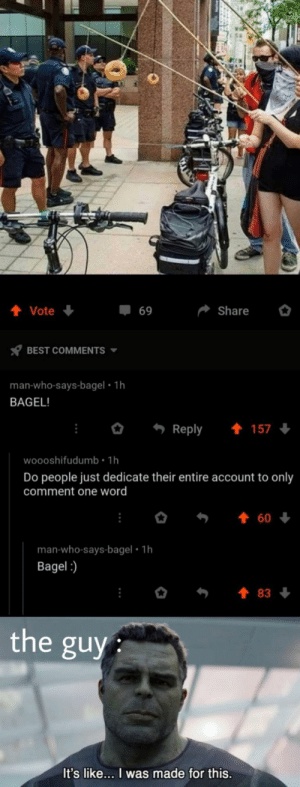 Vote
69
Share
BEST COMMENTS
man-who-says-bagel • 1h
BAGEL!
Reply
157
woooshifudumb • 1h
Do people just dedicate their entire account to only
comment one word
60
man-who-says-bagel • 1h
Bagel :)
83
the guy :
It's like... I was made for this.